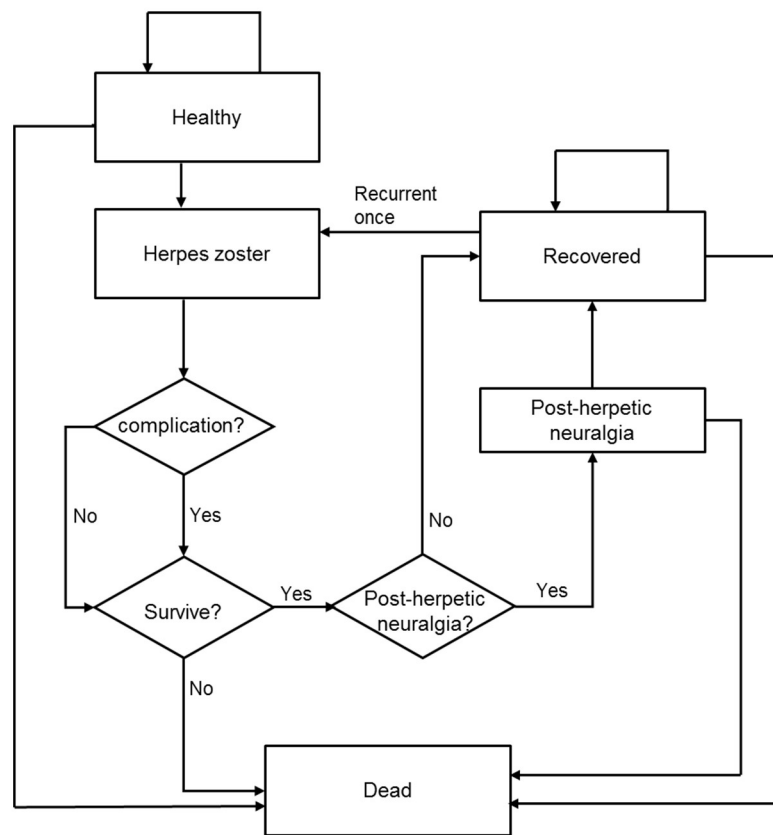 Healthy
Recurrent
once
Herpes zoster
Recovered
complication?
Post-herpetic
neuralgia
No
Yes
No
Survive?
Yes
Post-herpetic
neuralgia?
Yes
No
Dead